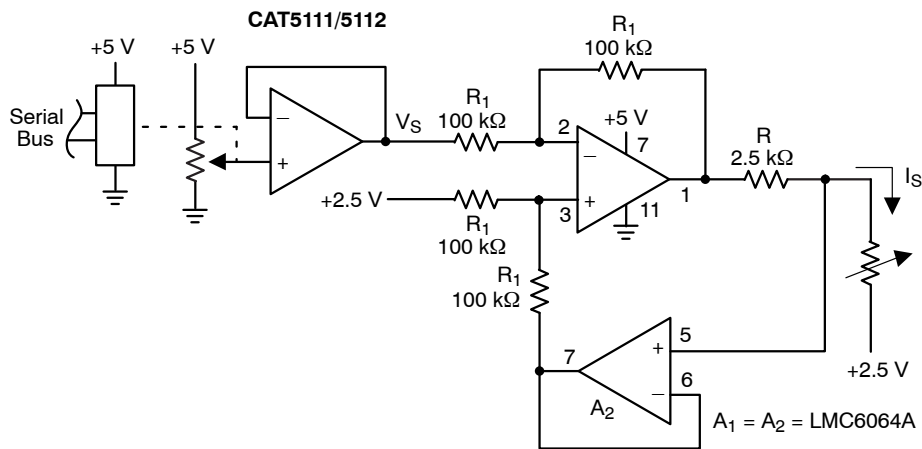 CAT5111/5112
+5 V
+5 V
Serial
Bus
−
+
VS
R1
100 kΩ
R1
100 kΩ
+2.5 V
R1
100 kΩ
R1
100 kΩ
2
−
3
+
+5 V
7
11
1
R
2.5 kΩ
IS
+2.5 V
5
+
6
−
7
A2
A1 = A2 = LMC6064A